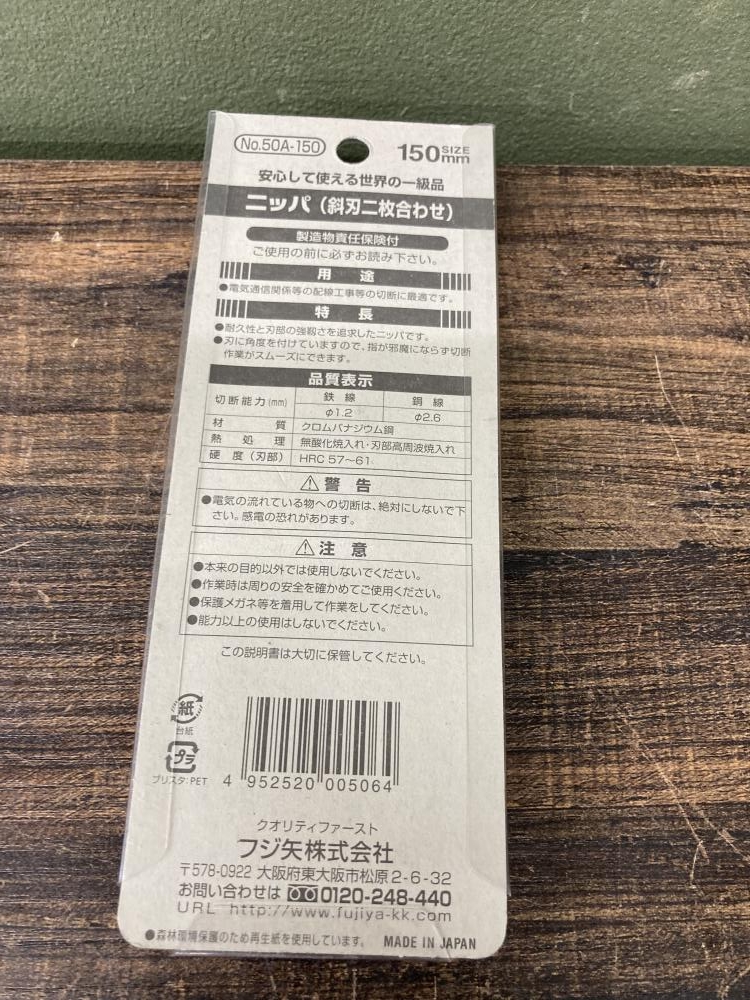 No.50A-150
150mm SIZE
安心して使える世界の一級品
ニッパ（斜刃二枚合わせ）
製造物責任保険付
ご使用の前に必ずお読み下さい。
用 途
●電気通信関係等の配線工事等の切断に最適です。
特 長
●耐久性と刃部の強靱さを追求したニッパです。
●刃に角度を付けていますので、指が邪魔にならず切断
作業がスムーズにできます。
品質表示
切断能力(mm) 鉄 線 銅 線
φ1.2 φ2.6
材 質 クロムバナジウム鋼
熱 処 理 無酸化焼入れ・刃部高周波焼入れ
硬 度（刃部） HRC 57〜61
⚠警 告
●電気の流れている物への切断は、絶対にしないで下
さい。感電の恐れがあります。
⚠注 意
●本来の目的以外では使用しないでください。
●作業時は周りの安全を確かめてご使用ください。
●保護メガネ等を着用して作業をしてください。
●能力以上の使用はしないでください。
この説明書は大切に保管してください。
紙
台紙
プラ
ブリスタ:PET
4 952520 005064
クオリティファースト
フジ矢株式会社
〒578-0922 大阪府東大阪市松原2-6-32
お問い合わせは 0120-248-440
URL http://www.fujiya-kk.com
●森林環境保護のため再生紙を使用しています。 MADE IN JAPAN